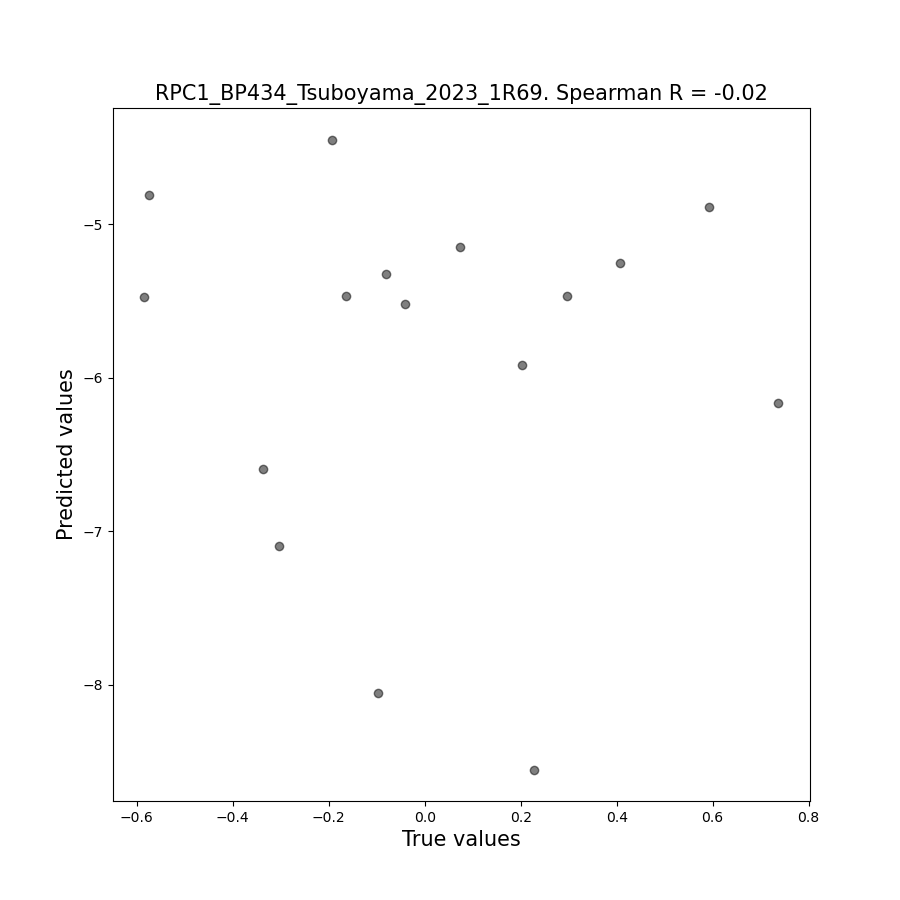 RPC1_BP434_Tsuboyama_2023_1R69. Spearman R = -0.02
Predicted values
−5
−6
−7
−8
−0.6 −0.4 −0.2 0.0 0.2 0.4 0.6 0.8
True values